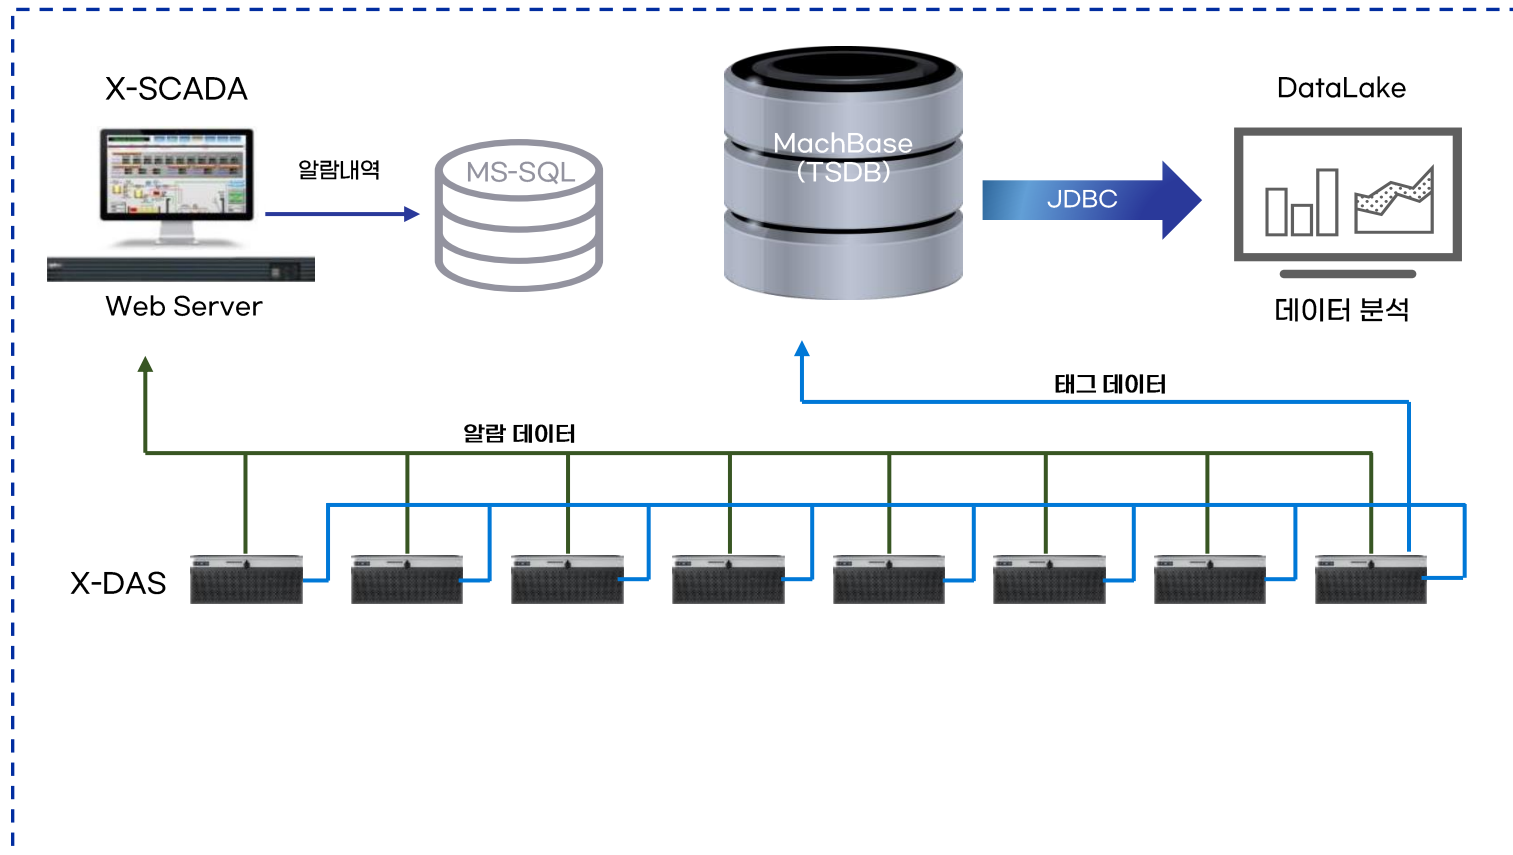 X-SCADA
알람내역
MS-SQL
Web Server
MachBase
(TSDB)
JDBC
DataLake
데이터 분석
태그 데이터
알람 데이터
X-DAS